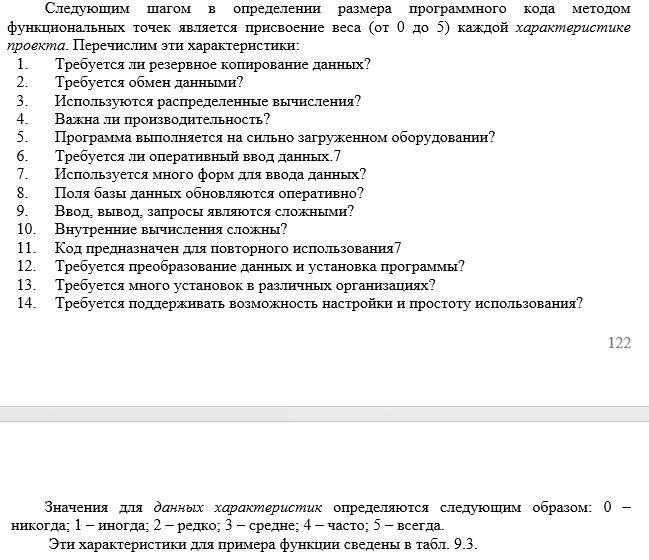 Следующим шагом в определении размера программного кода методом
функциональных точек является присвоение веса (от 0 до 5) каждой характеристике
проекта. Перечислим эти характеристики:
1. Требуется ли резервное копирование данных?
2. Требуется обмен данными?
3. Используются распределенные вычисления?
4. Важна ли производительность?
5. Программа выполняется на сильно загруженном оборудовании?
6. Требуется ли оперативный ввод данных.7
7. Используется много форм для ввода данных?
8. Поля базы данных обновляются оперативно?
9. Ввод, вывод, запросы являются сложными?
10. Внутренние вычисления сложны?
11. Код предназначен для повторного использования7
12. Требуется преобразование данных и установка программы?
13. Требуется много установок в различных организациях?
14. Требуется поддерживать возможность настройки и простоту использования?
122
Значения для данных характеристик определяются следующим образом: 0 –
никогда; 1 – иногда; 2 – редко; 3 – средне; 4 – часто; 5 – всегда.
Эти характеристики для примера функции сведены в табл. 9.3.